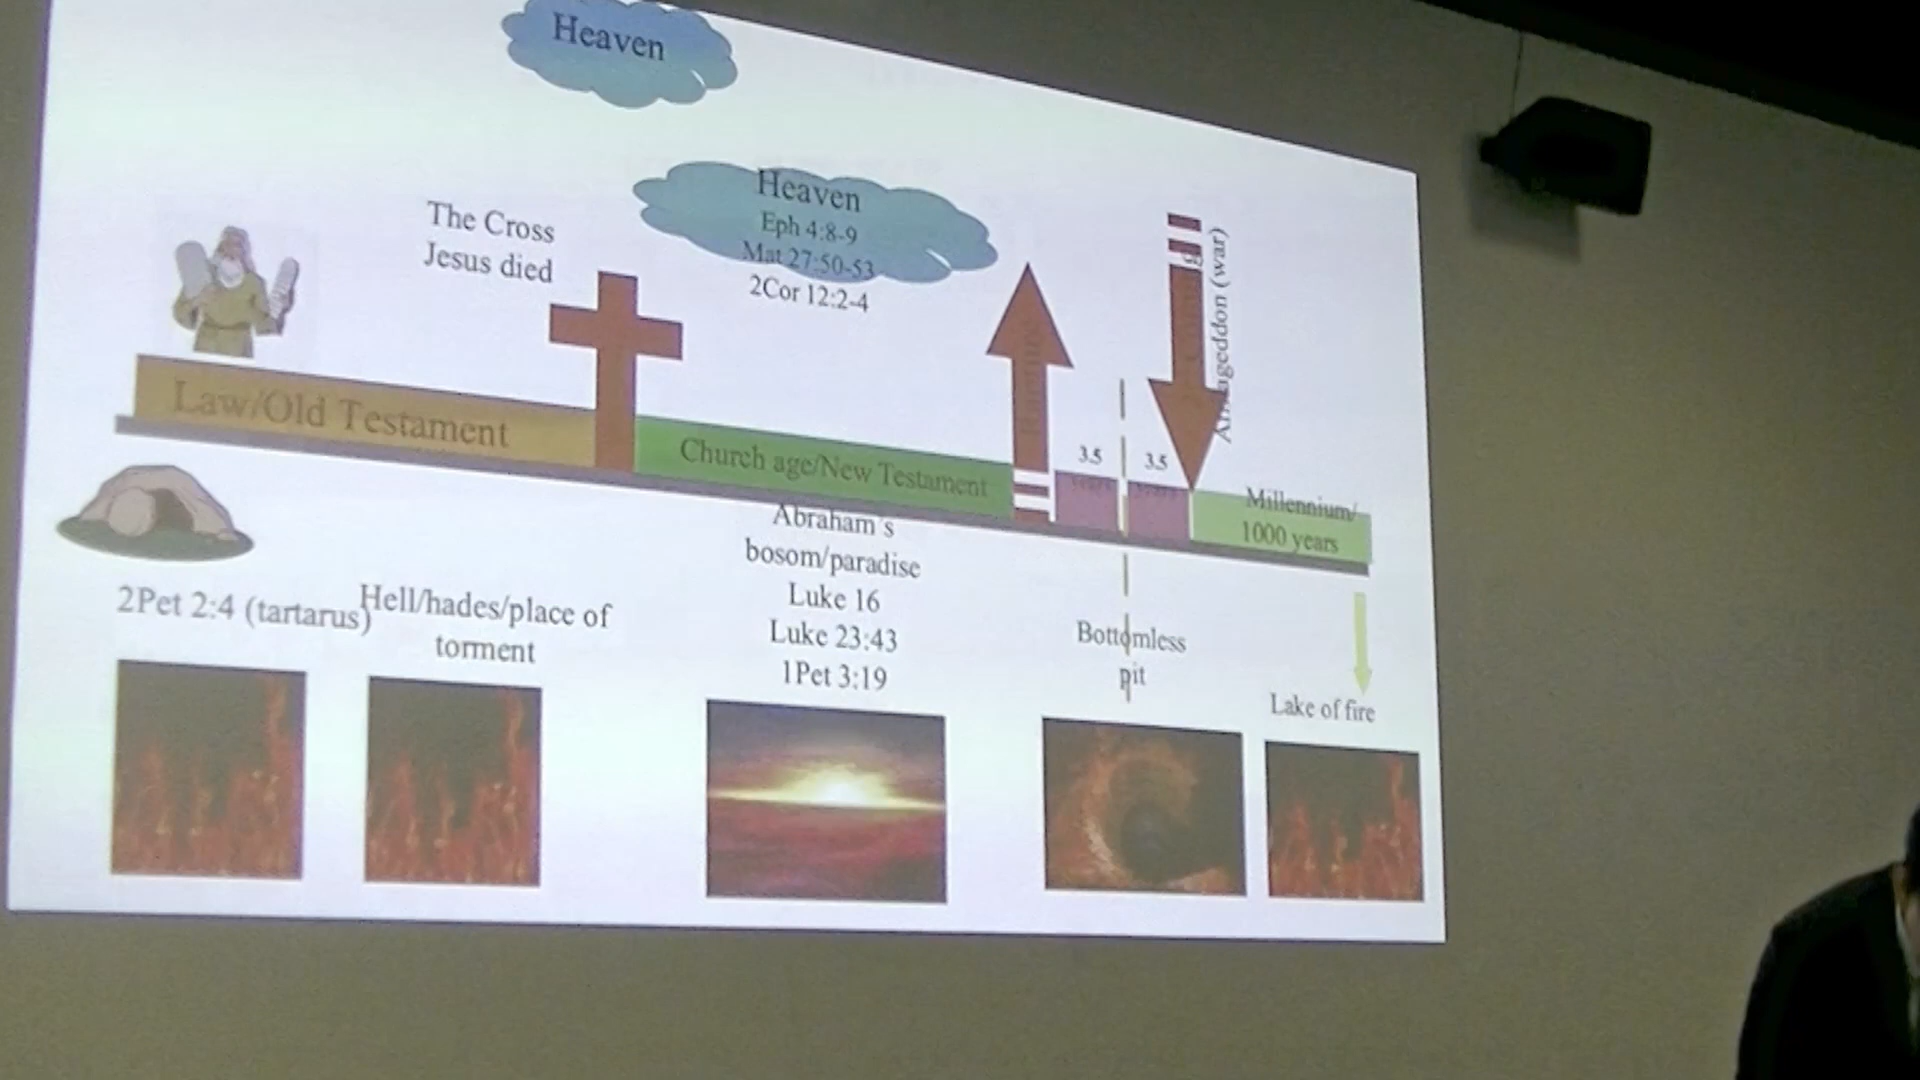 Heaven
Heaven
Eph 4:8-9
Mat 27:50-53
2Cor 12:2-4
The Cross
Jesus died
Law/Old Testament
Church age/New Testament
Rapture
3.5
years
3.5
years
Armageddon (war)
Millennium/
1000 years
2Pet 2:4 (tartarus)
Hell/hades/place of
torment
Abraham's
bosom/paradise
Luke 16
Luke 23:43
1Pet 3:19
Bottomless
pit
Lake of fire